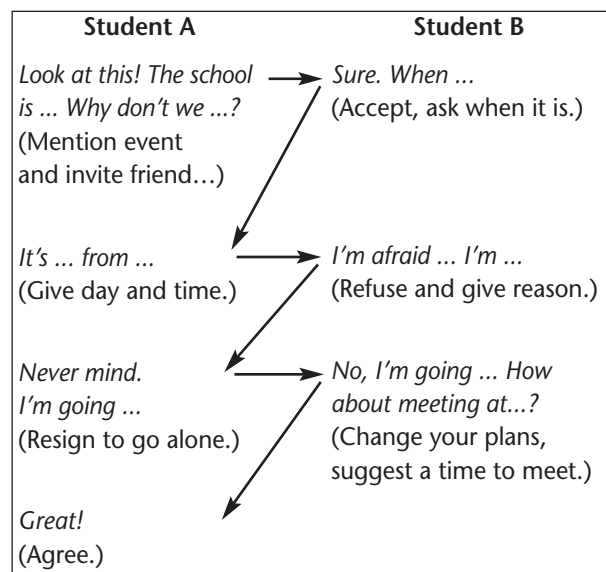 Student A
Student B
Look at this! The school
is ... Why don't we ...?
(Mention event
and invite friend…)
Sure. When ...
(Accept, ask when it is.)
It's ... from ...
(Give day and time.)
I'm afraid ... I'm ...
(Refuse and give reason.)
Never mind.
I'm going ...
(Resign to go alone.)
No, I'm going ... How
about meeting at...?
(Change your plans,
suggest a time to meet.)
Great!
(Agree.)